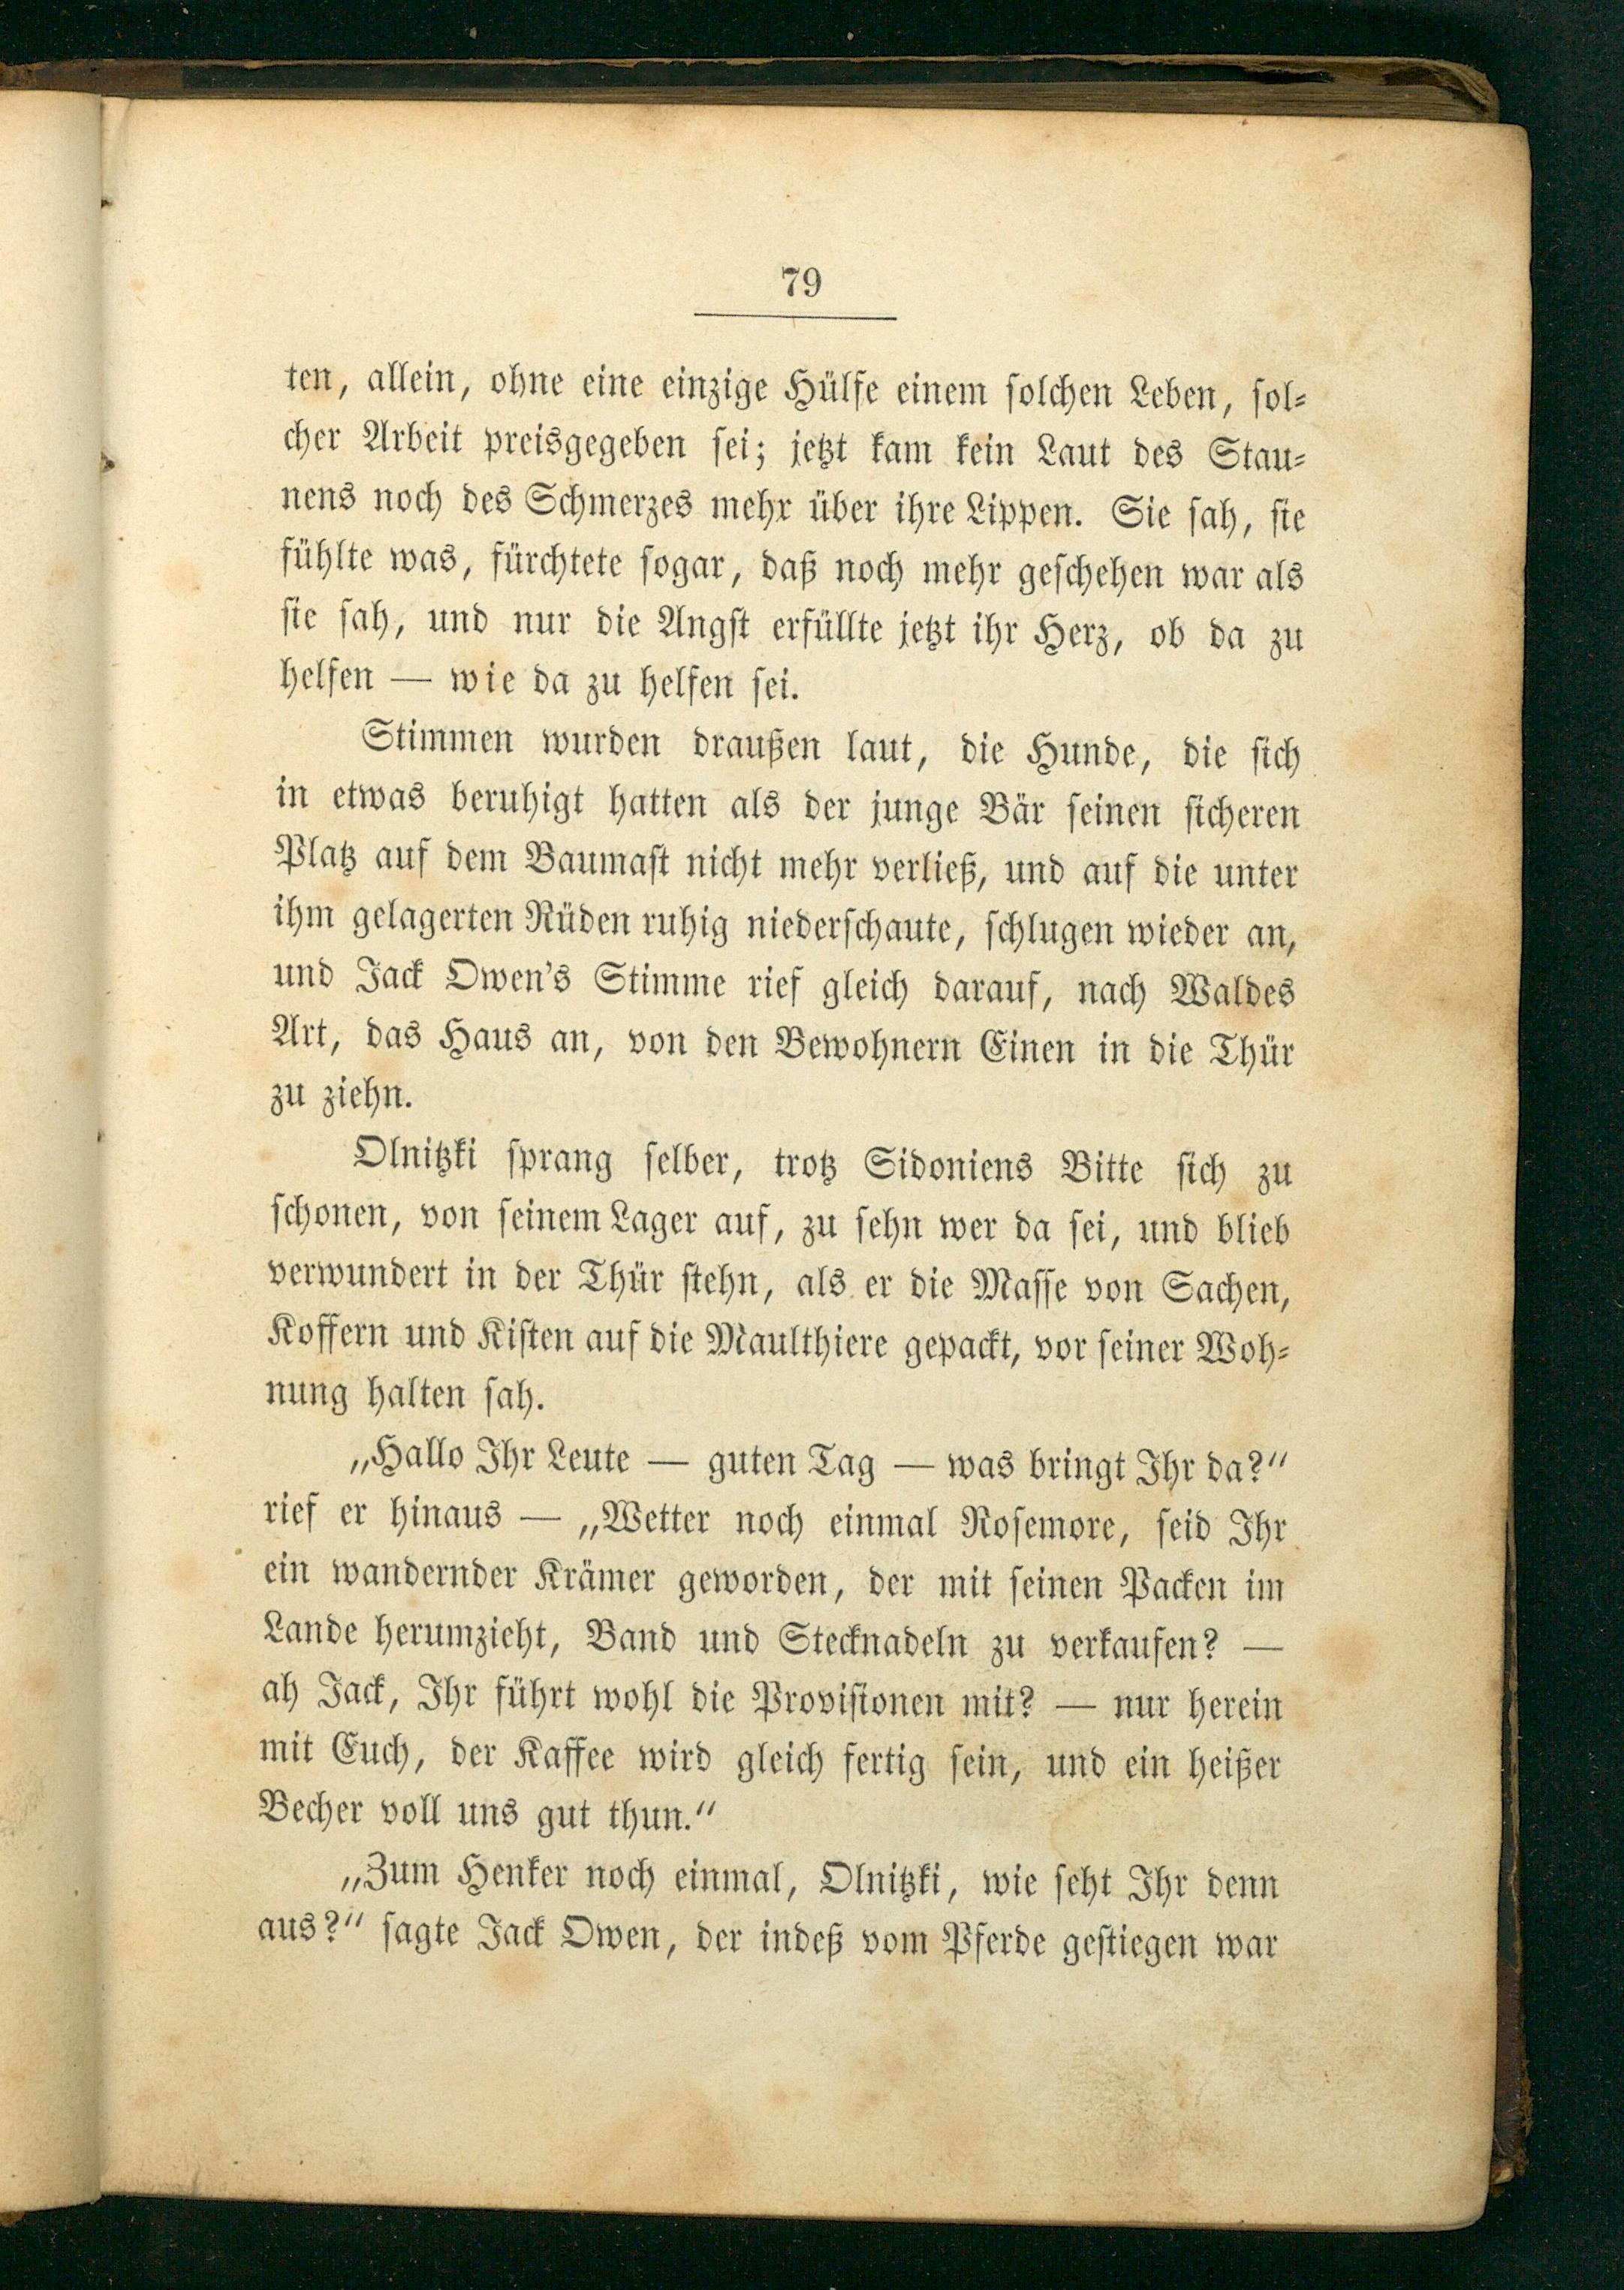 79
ten, allein, ohne eine einzige Hülfe einem solchen Leben, sol-
cher Arbeit preisgegeben sei; jetzt kam kein Laut des Stau-
nens noch des Schmerzes mehr über ihre Lippen. Sie sah, sie
fühlte was, fürchtete sogar, daß noch mehr geschehen war als
sie sah, und nur die Angst erfüllte jetzt ihr Herz, ob da zu
helfen — wie da zu helfen sei.
Stimmen wurden draußen laut, die Hunde, die sich
in etwas beruhigt hatten als der junge Bär seinen sicheren
Platz auf dem Baumast nicht mehr verließ, und auf die unter
ihm gelagerten Rüden ruhig niederschaute, schlugen wieder an,
und Jack Owen's Stimme rief gleich darauf, nach Waldes
Art, das Haus an, von den Bewohnern Einen in die Thür
zu ziehn.
Olnitzki sprang selber, trotz Sidoniens Bitte sich zu
schonen, von seinem Lager auf, zu sehn wer da sei, und blieb
verwundert in der Thür stehn, als er die Masse von Sachen,
Koffern und Kisten auf die Maulthiere gepackt, vor seiner Woh-
nung halten sah.
„Hallo Ihr Leute — guten Tag — was bringt Ihr da?“
rief er hinaus — „Wetter noch einmal Rosemore, seid Ihr
ein wandernder Krämer geworden, der mit seinen Packen im
Lande herumzieht, Band und Stecknadeln zu verkaufen? —
ah Jack, Ihr führt wohl die Provisionen mit? — nur herein
mit Euch, der Kaffee wird gleich fertig sein, und ein heißer
Becher voll uns gut thun.“
„Zum Henker noch einmal, Olnitzki, wie seht Ihr denn
aus?“ sagte Jack Owen, der indeß vom Pferde gestiegen war